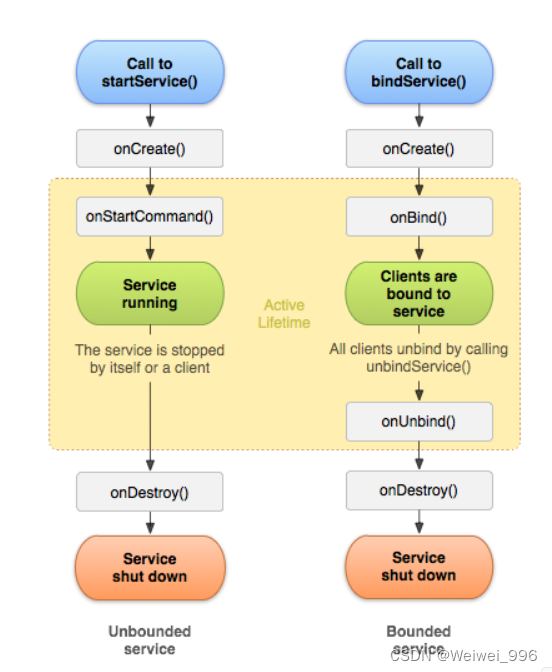 Call to
startService()
onCreate()
onStartCommand()
Service
running
The service is stopped
by itself or a client
onDestroy()
Service
shut down
Unbounded
service
Active
Lifetime
Call to
bindService()
onCreate()
onBind()
Clients are
bound to
service
All clients unbind by calling
unbindService()
onUnbind()
onDestroy()
Service
shut down
Bounded
service
CSDN @Weiwei_996